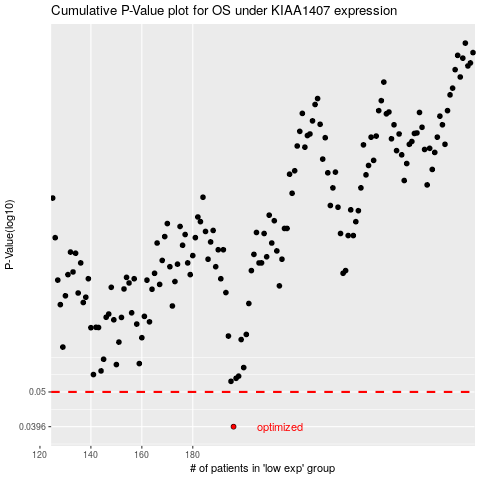 Cumulative P-Value plot for OS under KIAA1407 expression
P-Value(log10)
0.05
0.0396
optimized
120 140 160 180
# of patients in 'low exp' group